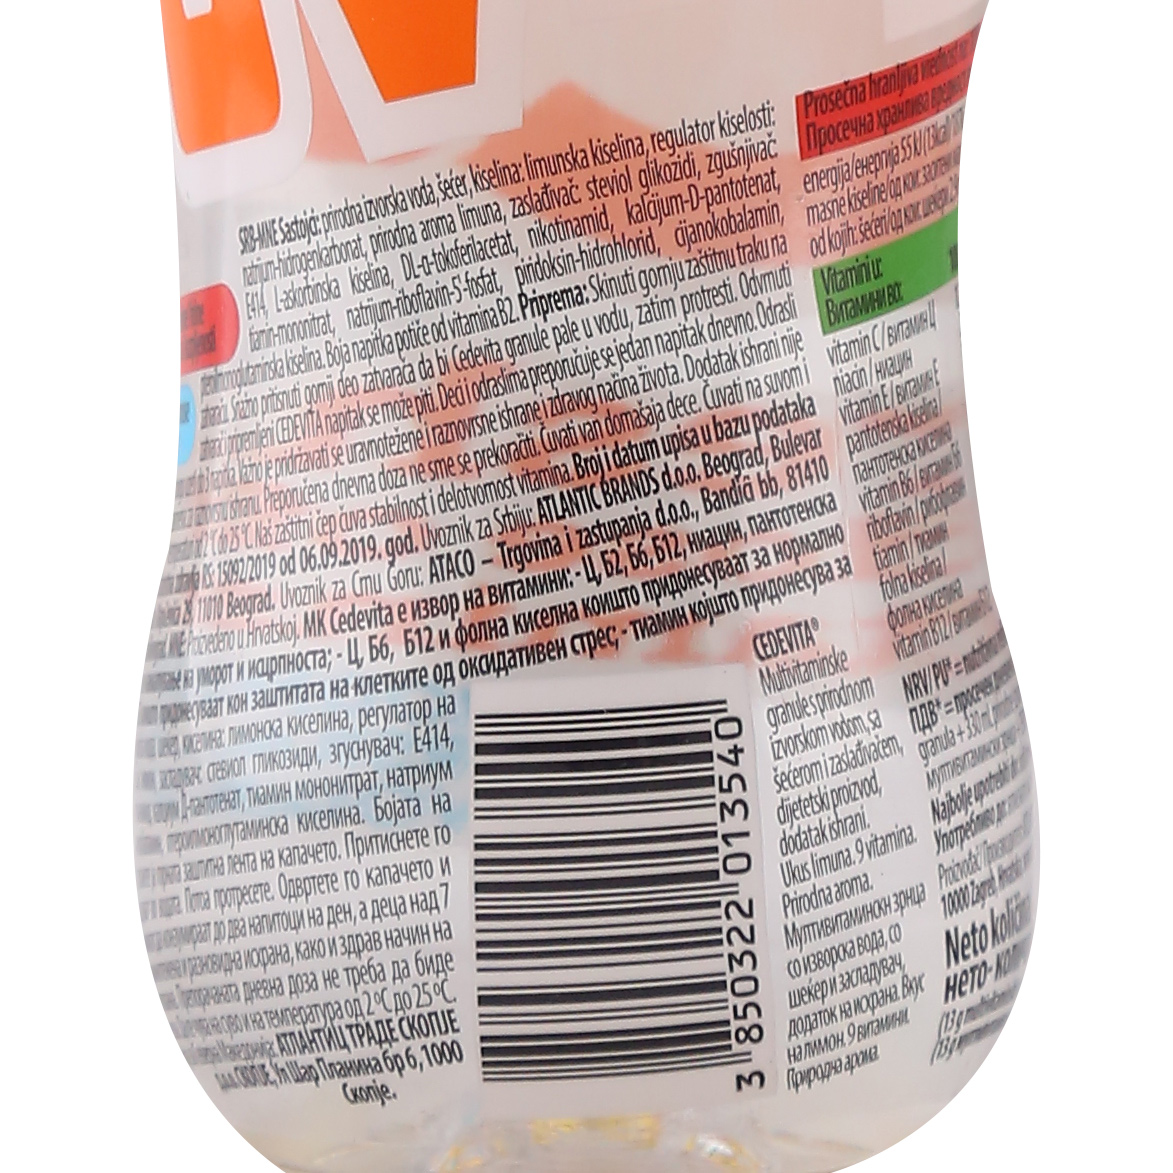 SRB-MNE Sastojci: prirodna izvorska voda, šećer, kiselina: limunska kiselina, regulator kiselosti:
natrijum-hidrogenkarbonat, prirodna aroma limuna, zaslađivač: steviol glikozidi, zgušnjivač:
E414, L-askorbinska kiselina, DL-α-tokoferilacetat, nikotinamid, kalcijum-D-pantotenat,
tiamin-mononitrat, natrijum-riboflavin-5'-fosfat, piridoksin-hidrohlorid, cijanokobalamin,
kiselina. Boja napitka potiče od vitamina B2. Priprema: Skinuti gornju zaštitnu traku na
Snažno pritisnuti gornji deo zatvarača da bi Cedevita granule pale u vodu, zatim protresti. Odvrnuti
pripremljeni CEDEVITA napitak se može piti. Deci i odraslima preporučuje se jedan napitak dnevno. Odrasli
do 3 napitka. Važno je pridržavati se uravnotežene i raznovrsne ishrane i zdravog načina života. Dodatak ishrani nije
ishranu. Preporučena dnevna doza ne sme se prekoračiti. Čuvati van domašaja dece. Čuvati na suvom i
od 2°C do 25°C. Naš zaštitni čep čuva stabilnost i delotvornost vitamina. Broj i datum upisa u bazu podataka
RS: 15092/2019 od 06.09.2019. god. Uvoznik za Srbiju: ATLANTIC BRANDS d.o.o. Beograd, Bulevar
29, 11010 Beograd. Uvoznik za Crnu Goru: ATACO – Trgovina i zastupanja d.o.o., Bandići bb, 81410
Proizvedeno u Hrvatskoj. MK Cedevita е извор на витамини: - Ц, Б2, Б6, Б12, ниацин, пантотенска
на уморот и исцрпноста; - Ц, Б6, Б12 и фолна киселна коишто придонесуваат за нормално
придонесуваат кон заштитата на клетките од оксидативен стрес; - тиамин којшто придонесува за
киселина: лимонска киселина, регулатор на
стевиол гликозиди, згуснувач: Е414,
Д-пантотенат, тиамин мононитрат, натриум
птероилмоноглутаминска киселина. Бојата на
заштитна лента на капачето. Притиснете го
Потоа протресете. Одвртете го капачето и
до два напитоци на ден, а деца над 7
и разновидна исхрана, како и здрав начин на
Препорачаната дневна доза не треба да биде
на суво и на температура од 2°C до 25°C.
АТЛАНТИЦ ТРАДЕ СКОПЈЕ
СКОПЈЕ, Ул Шар Планина бр 6, 1000
Скопје.
3 850322 013540
CEDEVITA®
Multivitaminske
granule s prirodnom
izvorskom vodom, sa
šećerom i zaslađivačem,
dijetetski proizvod,
dodatak ishrani.
Ukus limuna. 9 vitamina.
Prirodna aroma.
Мултивитамински зрнца
со изворска вода, со
шеќер и засладувач,
додаток на исхрана. Вкус
на лимон. 9 витамини.
Природна арома.
Prosečna hranljiva vrednost
Просечна хранлива
energija/енергија 55 kJ (13kcal)
masne kiseline/од кои: заситени
od kojih: šećeri/од кои: шеќери
Vitamini u:
Витамини во:
vitamin C / витамин Ц
niacin / ниацин
vitamin E / витамин Е
pantotenska kiselina /
пантотенска киселина
vitamin B6 / витамин Б6
riboflavin / рибофлавин
tiamin / тиамин
folna kiselina /
фолна киселина
Vitamin B12 /
NRV/ PU* =
ПДВ* = просечен
granula + 330 mL
Najbolje upotrebiti
Употребливо до:
10000 Zagreb,
Neto količina
НЕТО-
(13 g
(13 g